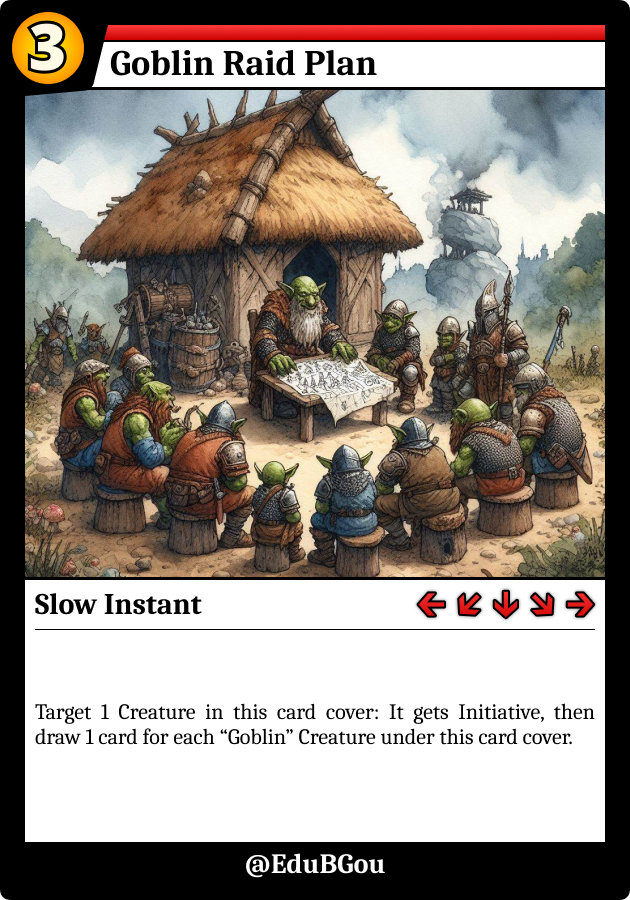 3
Goblin Raid Plan
Slow Instant
Target 1 Creature in this card cover: It gets Initiative, then
draw 1 card for each “Goblin” Creature under this card cover.
@EduBGou